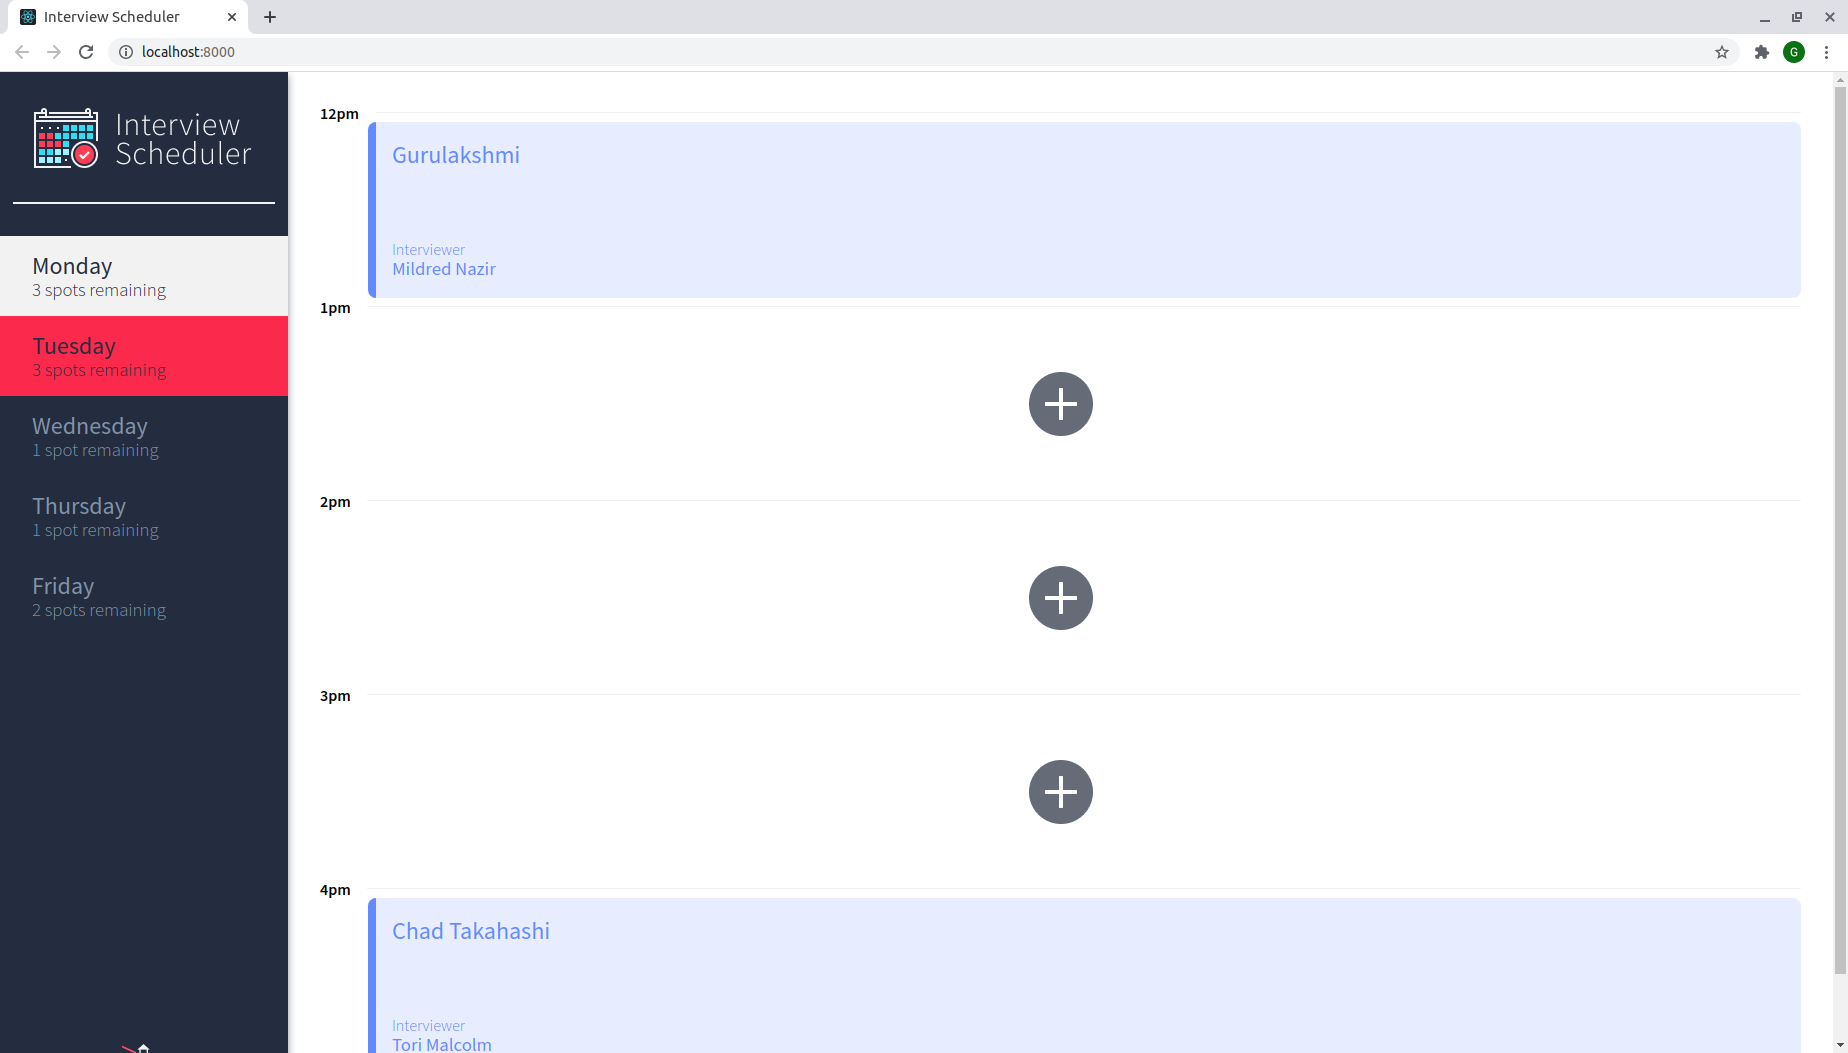 Interview Scheduler
localhost:8000
G
Interview
Scheduler
Monday
3 spots remaining
Tuesday
3 spots remaining
Wednesday
1 spot remaining
Thursday
1 spot remaining
Friday
2 spots remaining
12pm
Gurulakshmi
Interviewer
Mildred Nazir
1pm
2pm
3pm
4pm
Chad Takahashi
Interviewer
Tori Malcolm